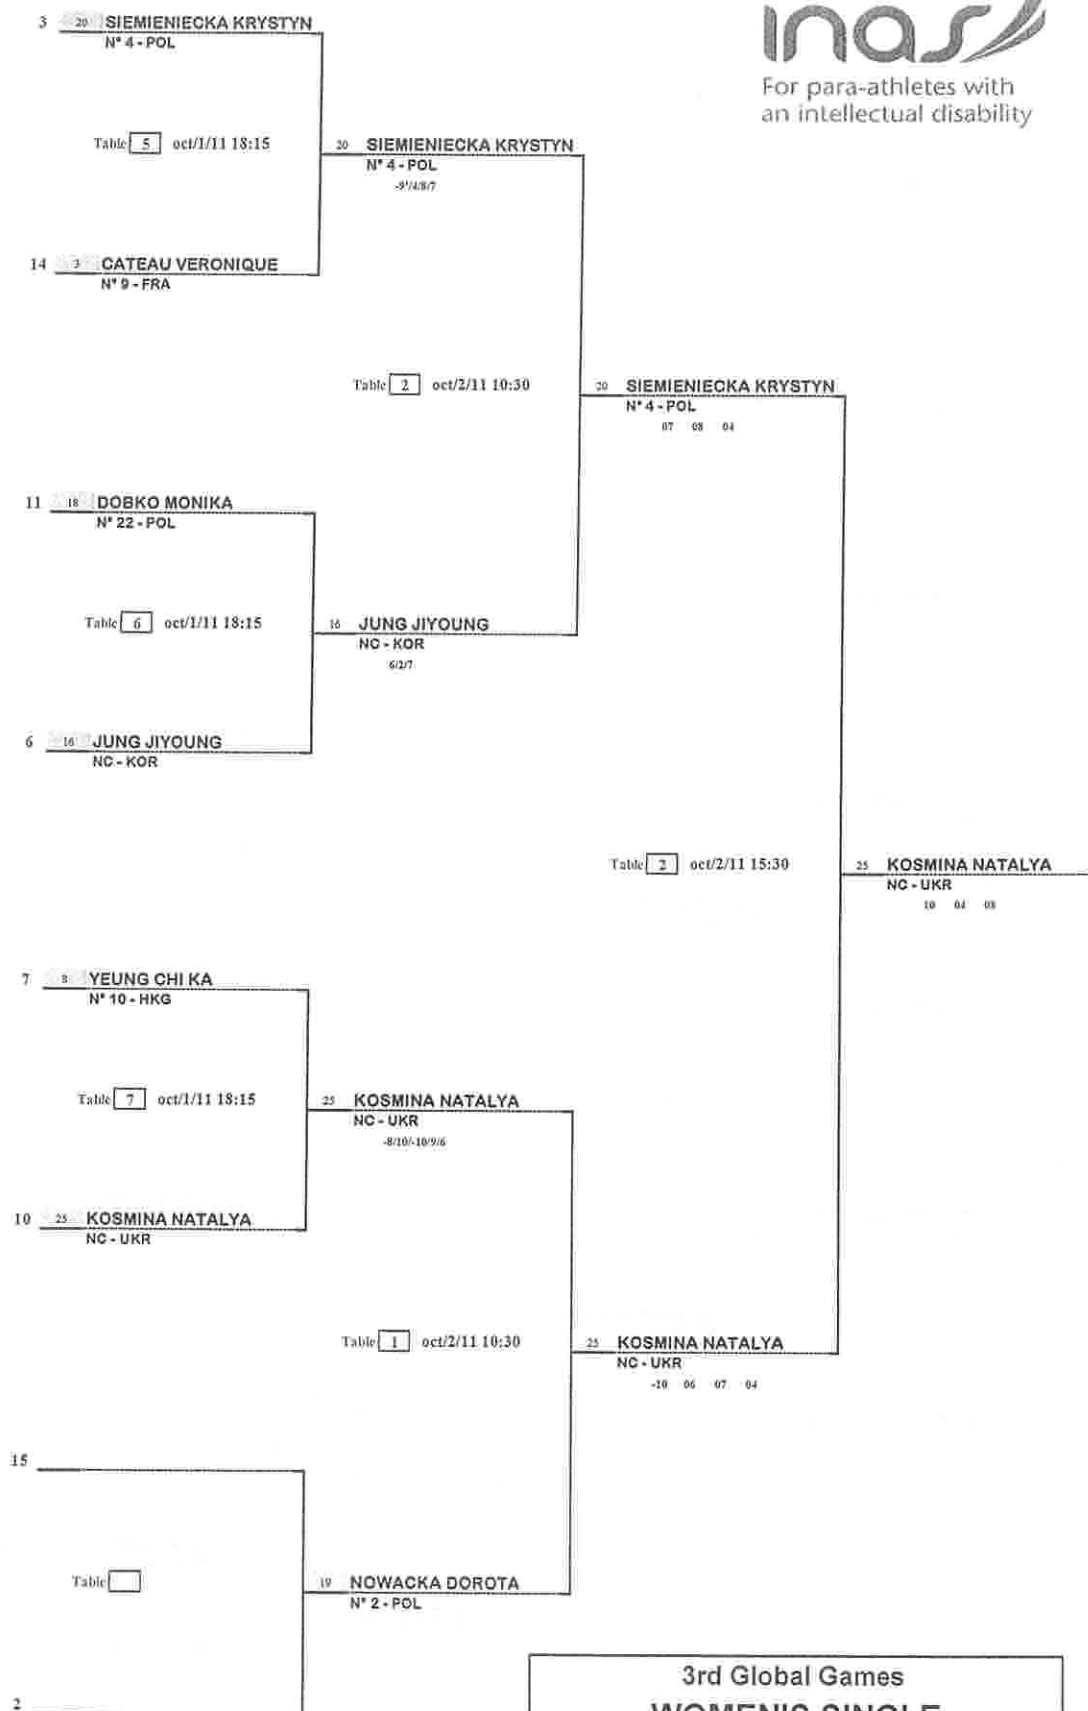 inas
For para-athletes with
an intellectual disability
3 20 SIEMIENIECKA KRYSTYN
N° 4 - POL
Table 5 oct/1/11 18:15
20 SIEMIENIECKA KRYSTYN
N° 4 - POL
-9'/4/8/7
14 3 CATEAU VERONIQUE
N° 9 - FRA
Table 2 oct/2/11 10:30
20 SIEMIENIECKA KRYSTYN
N° 4 - POL
07 08 04
11 18 DOBKO MONIKA
N° 22 - POL
Table 6 oct/1/11 18:15
16 JUNG JIYOUNG
NC - KOR
6/2/7
6 16 JUNG JIYOUNG
NC - KOR
Table 2 oct/2/11 15:30
25 KOSMINA NATALYA
NC - UKR
10 04 08
7 8 YEUNG CHI KA
N° 10 - HKG
Table 7 oct/1/11 18:15
25 KOSMINA NATALYA
NC - UKR
-8/10/-10/9/6
10 25 KOSMINA NATALYA
NC - UKR
Table 1 oct/2/11 10:30
25 KOSMINA NATALYA
NC - UKR
-10 06 07 04
15
Table
19 NOWACKA DOROTA
N° 2 - POL
2
3rd Global Games
WOMEN'S SINGLE